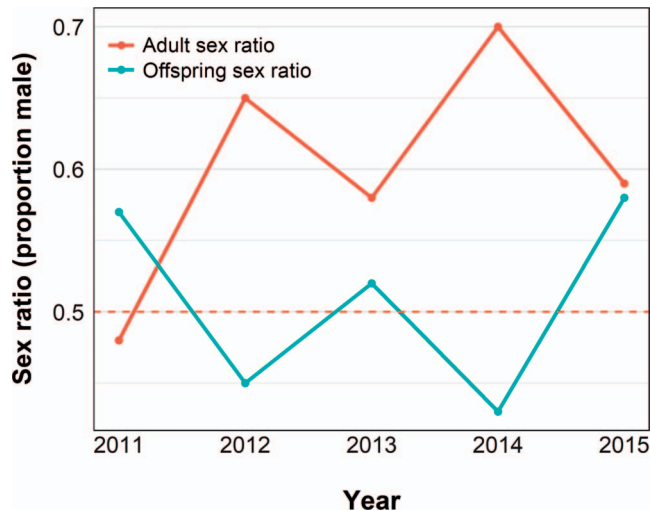 Sex ratio (proportion male)
0.7
0.6
0.5
Adult sex ratio
Offspring sex ratio
2011 2012 2013 2014 2015
Year